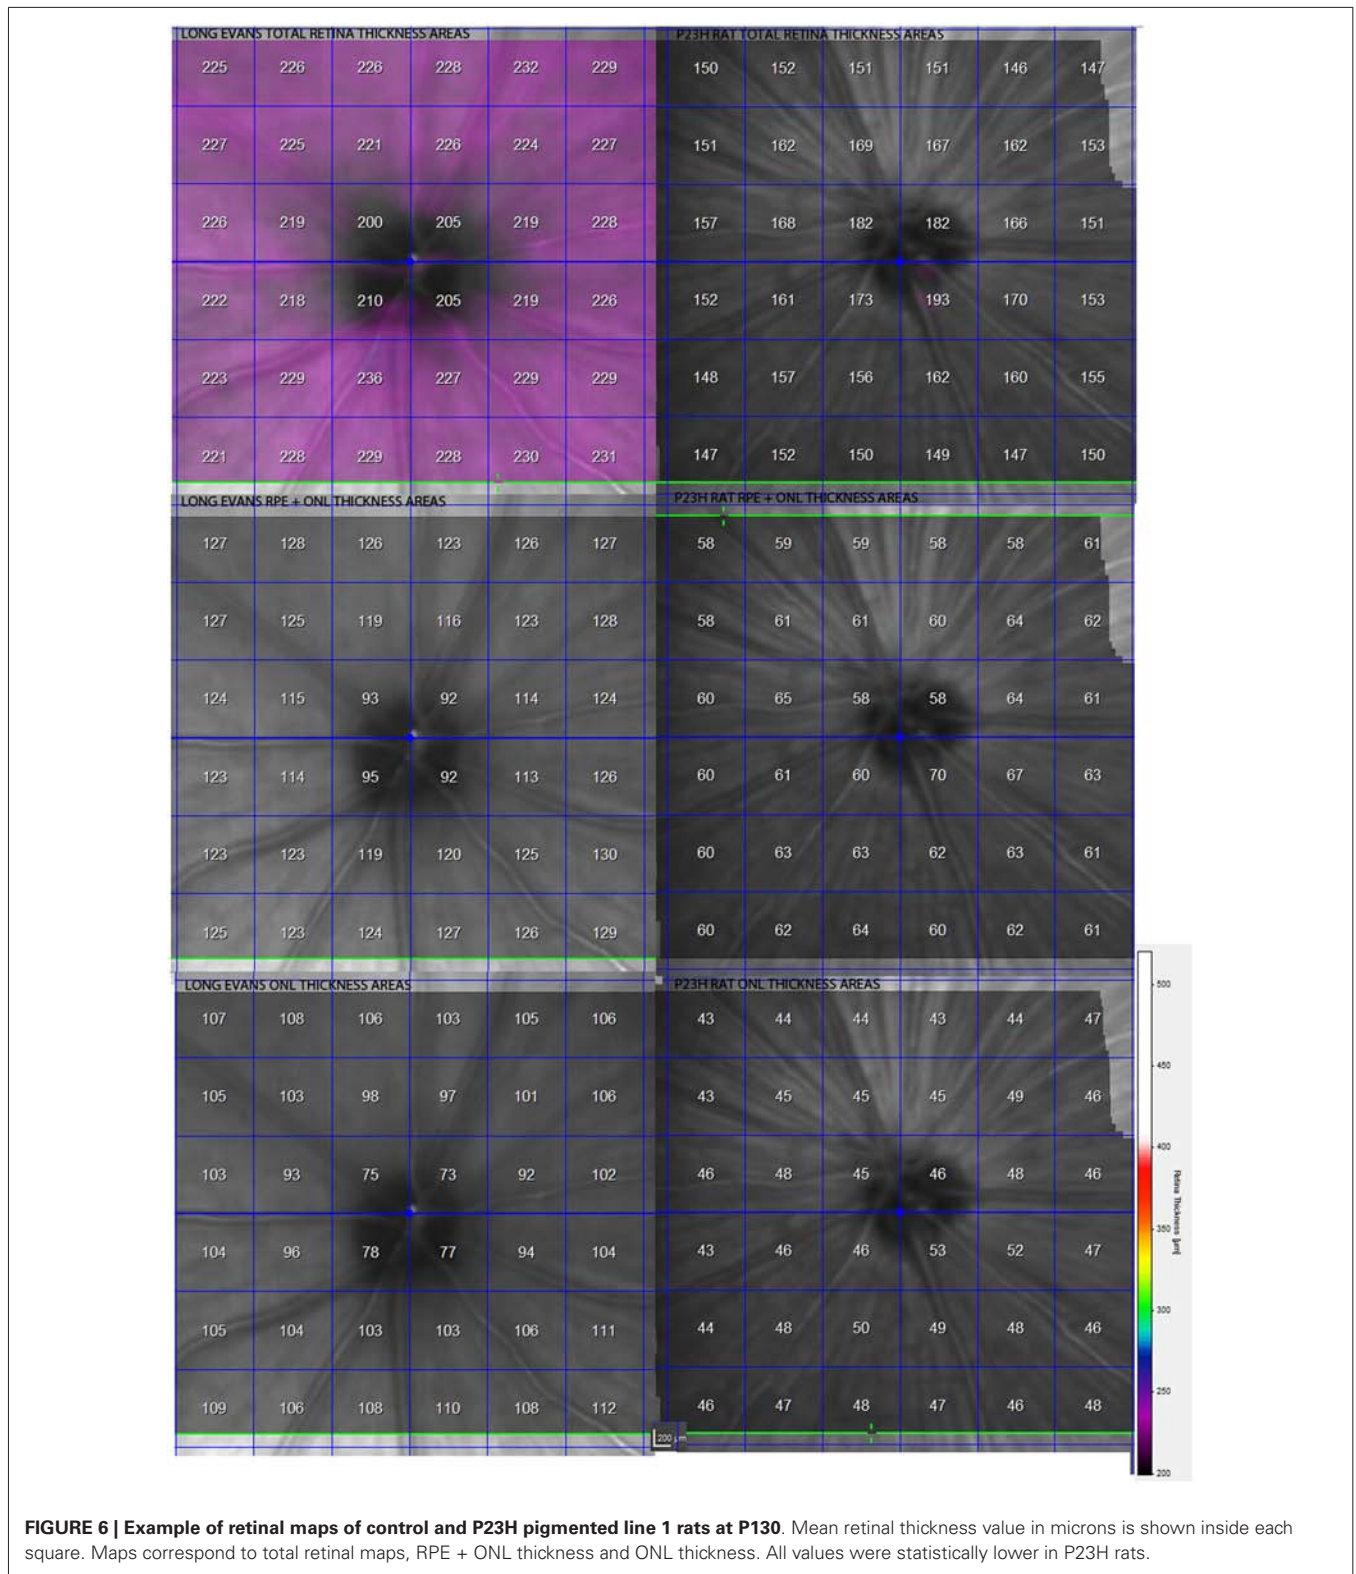 LONG EVANS TOTAL RETINA THICKNESS AREAS
225 226 226 228 232 229
227 225 221 226 224 227
226 219 200 205 219 228
222 218 210 205 219 226
223 229 236 227 229 229
221 228 229 228 230 231
P23H RAT TOTAL RETINA THICKNESS AREAS
150 152 151 151 146 147
151 162 169 167 162 153
157 168 182 182 166 151
152 161 173 193 170 153
148 157 156 162 160 155
147 152 150 149 147 150
LONG EVANS RPE + ONL THICKNESS AREAS
127 128 126 123 126 127
127 125 119 116 123 128
124 115 93 92 114 124
123 114 95 92 113 126
123 123 119 120 125 130
125 123 124 127 126 129
P23H RAT RPE + ONL THICKNESS AREAS
58 59 59 58 58 61
58 61 61 60 64 62
60 65 58 58 64 61
60 61 60 70 67 63
60 63 63 62 63 61
60 62 64 60 62 61
LONG EVANS ONL THICKNESS AREAS
107 108 106 103 105 106
105 103 98 97 101 106
103 93 75 73 92 102
104 96 78 77 94 104
105 104 103 103 106 111
109 106 108 110 108 112
P23H RAT ONL THICKNESS AREAS
43 44 44 43 44 47
43 45 45 45 49 46
46 48 45 46 48 46
43 46 46 53 52 47
44 48 50 49 48 46
46 47 48 47 46 48
200 µm
500
450
400
350
300
250
200
Retina Thickness [µm]
FIGURE 6 | Example of retinal maps of control and P23H pigmented line 1 rats at P130. Mean retinal thickness value in microns is shown inside each
square. Maps correspond to total retinal maps, RPE + ONL thickness and ONL thickness. All values were statistically lower in P23H rats.